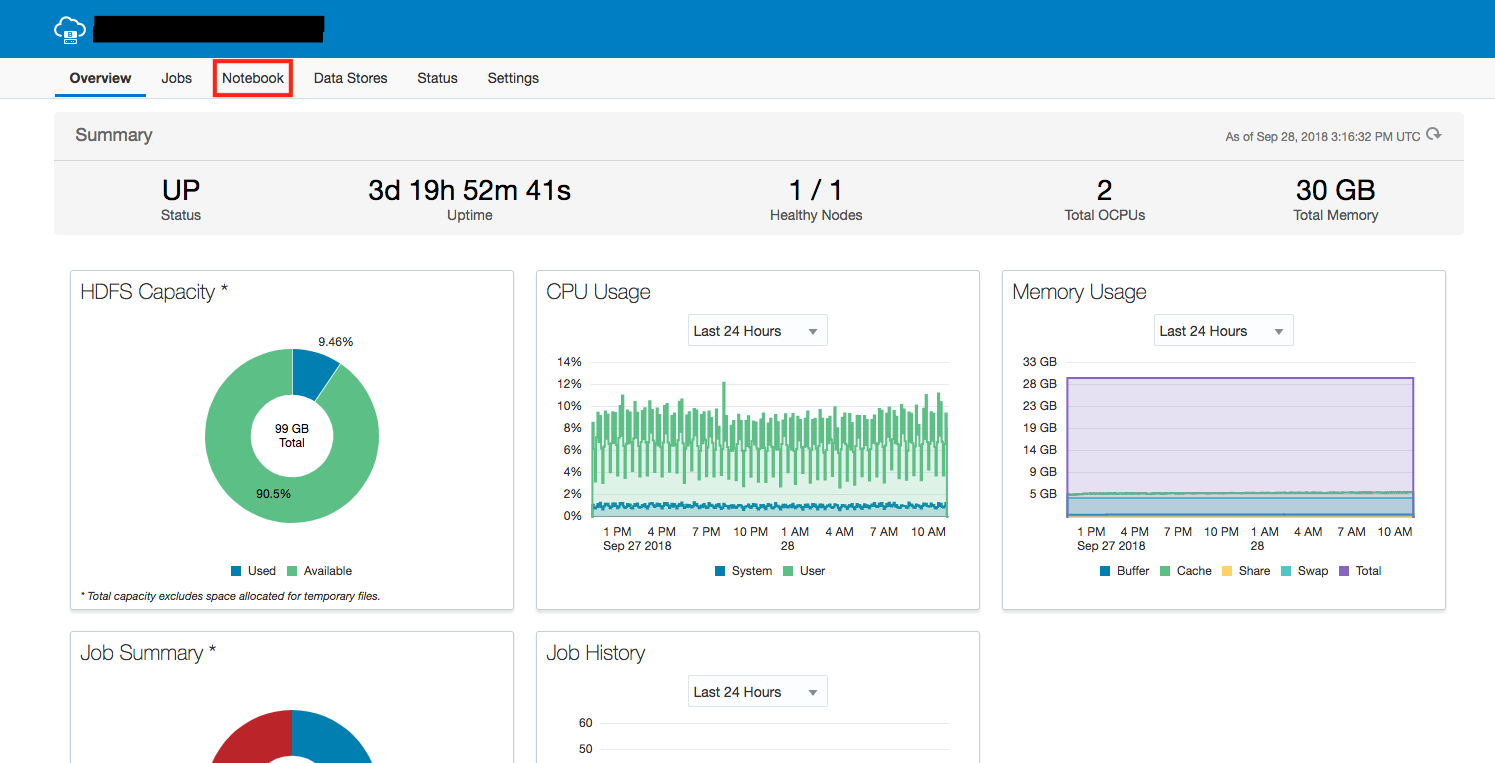 Overview Jobs Notebook Data Stores Status Settings
Summary
As of Sep 28, 2018 3:16:32 PM UTC
UP
Status
3d 19h 52m 41s
Uptime
1 / 1
Healthy Nodes
2
Total OCPUs
30 GB
Total Memory
HDFS Capacity *
9.46%
99 GB
Total
90.5%
Used Available
* Total capacity excludes space allocated for temporary files.
CPU Usage
Last 24 Hours
14%
12%
10%
8%
6%
4%
2%
0%
1 PM 4 PM 7 PM 10 PM 1 AM 4 AM 7 AM 10 AM
Sep 27 2018 28
System User
Memory Usage
Last 24 Hours
33 GB
28 GB
23 GB
19 GB
14 GB
9 GB
5 GB
1 PM 4 PM 7 PM 10 PM 1 AM 4 AM 7 AM 10 AM
Sep 27 2018 28
Buffer Cache Share Swap Total
Job Summary *
Job History
Last 24 Hours
60
50